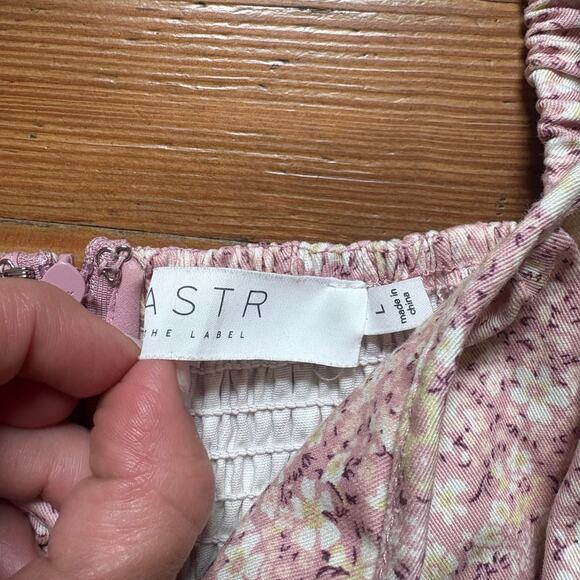 ASTR
THE LABEL
L
made in
china